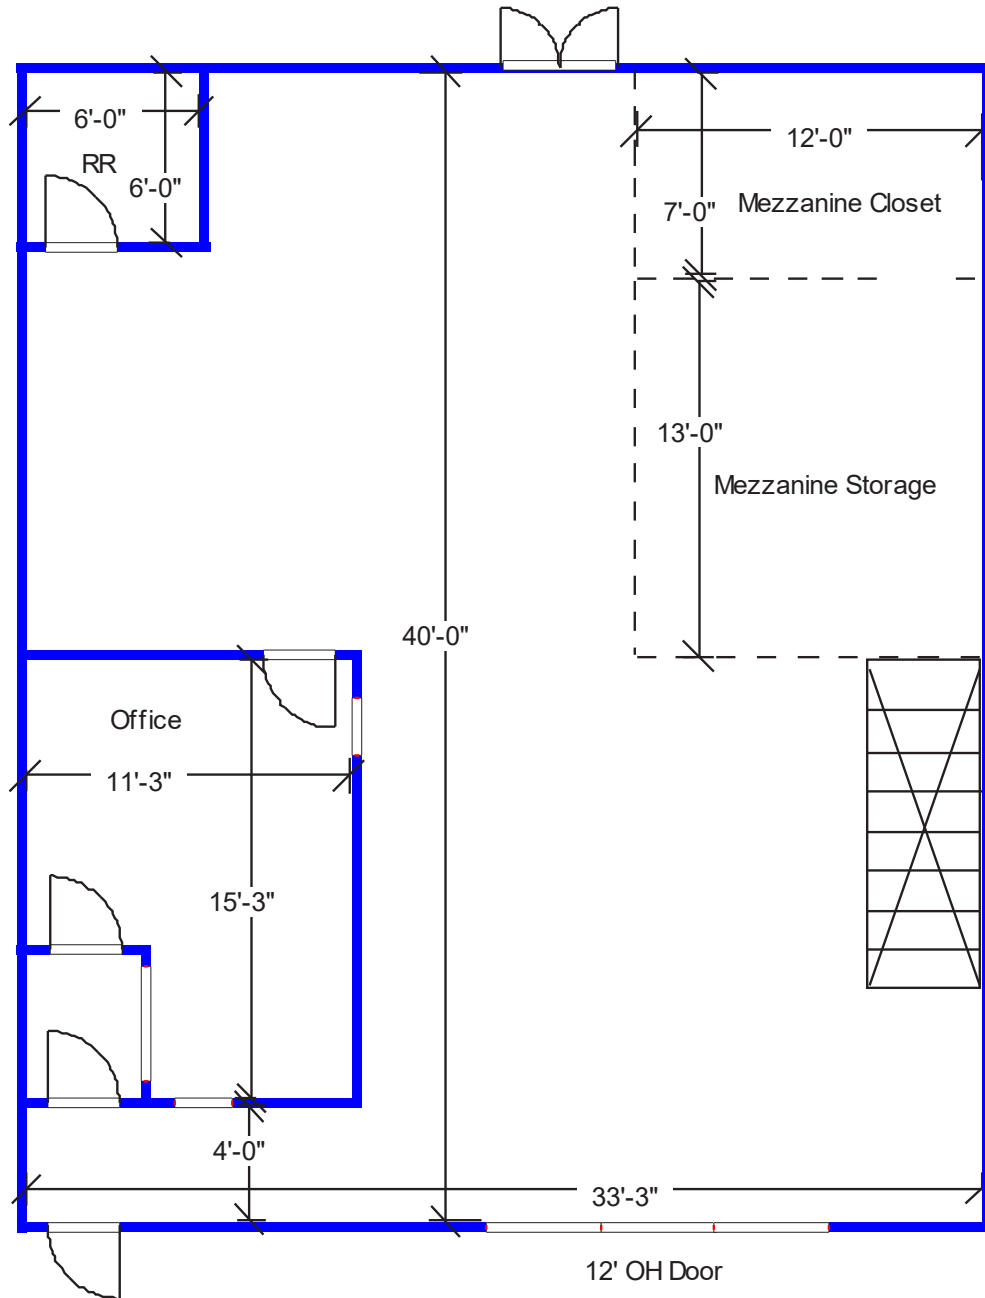 6'-0"
12'-0"
RR
6'-0"
7'-0"
Mezzanine Closet
13'-0"
Mezzanine Storage
40'-0"
Office
11'-3"
15'-3"
4'-0"
33'-3"
12' OH Door